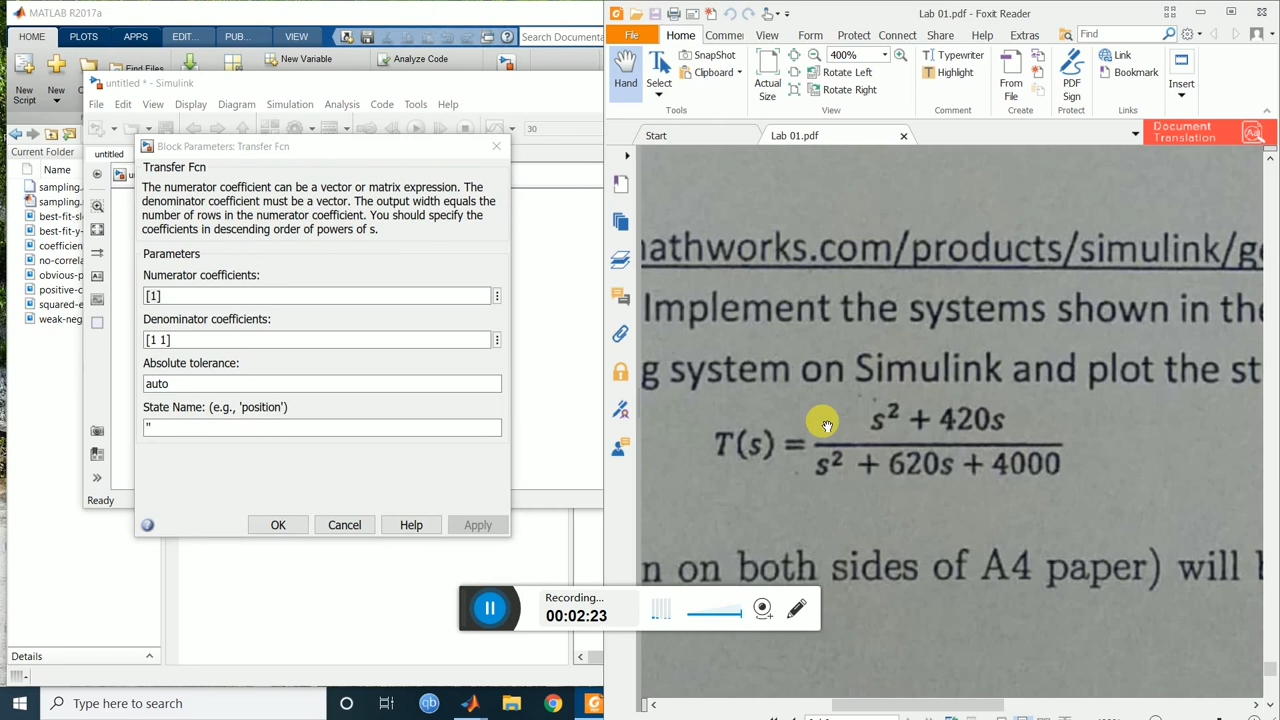 MATLAB R2017a
HOME PLOTS APPS EDIT... PUB... VIEW Search Documenta
New Script
New
Find Files
New Variable
Analyze Code
untitled * - Simulink
File Edit View Display Diagram Simulation Analysis Code Tools Help
30
Current Folder
Name
sampling.
sampling.
best-fit-sl
best-fit-y-
coefficien
no-correla
obvious-p
positive-c
squared-e
weak-neg
untitled
Ready
Details
Block Parameters: Transfer Fcn
Transfer Fcn
The numerator coefficient can be a vector or matrix expression. The
denominator coefficient must be a vector. The output width equals the
number of rows in the numerator coefficient. You should specify the
coefficients in descending order of powers of s.
Parameters
Numerator coefficients:
[1]
Denominator coefficients:
[1 1]
Absolute tolerance:
auto
State Name: (e.g., 'position')
''
OK Cancel Help Apply
Lab 01.pdf - Foxit Reader
File Home Comme View Form Protect Connect Share Help Extras Find
Hand
Select
SnapShot
Clipboard
Tools
Actual Size
400%
Rotate Left
Rotate Right
View
Typewriter
Highlight
Comment
From File
Create
PDF Sign
Protect
Link
Bookmark
Links
Insert
Start Lab 01.pdf
Document Translation
athworks.com/products/simulink/g
Implement the systems shown in the
g system on Simulink and plot the st
T(s) = (s² + 420s) / (s² + 620s + 4000)
n on both sides of A4 paper) will
Recording...
00:02:23
Type here to search